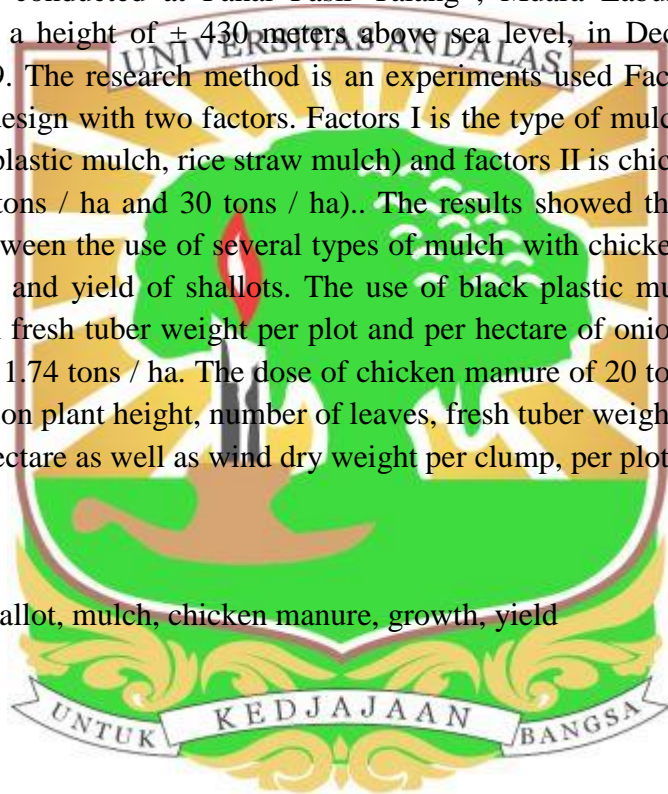 conducted at Pakar Pasir Talang , Muara Labu
a height of + 430 meters above sea level, in Dec
UNIVERSITAS ANDALAS
. The research method is an experiments used Fac
design with two factors. Factors I is the type of mulc
plastic mulch, rice straw mulch) and factors II is chic
tons / ha and 30 tons / ha).. The results showed th
ween the use of several types of mulch with chicke
and yield of shallots. The use of black plastic mu
fresh tuber weight per plot and per hectare of onio
1.74 tons / ha. The dose of chicken manure of 20 to
on plant height, number of leaves, fresh tuber weigh
ectare as well as wind dry weight per clump, per plot
allot, mulch, chicken manure, growth, yield
UNTUK KEDJAJAAN BANGSA